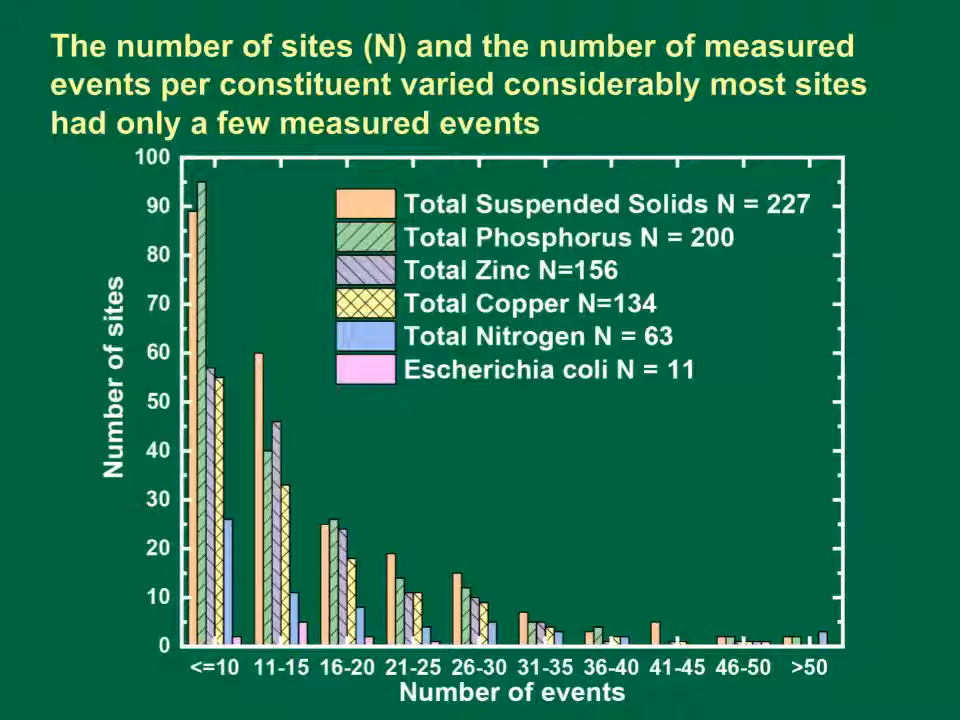 The number of sites (N) and the number of measured
events per constituent varied considerably most sites
had only a few measured events
100
90
80
70
60
50
40
30
20
10
0
Number of sites
Total Suspended Solids N = 227
Total Phosphorus N = 200
Total Zinc N=156
Total Copper N=134
Total Nitrogen N = 63
Escherichia coli N = 11
<=10 11-15 16-20 21-25 26-30 31-35 36-40 41-45 46-50 >50
Number of events